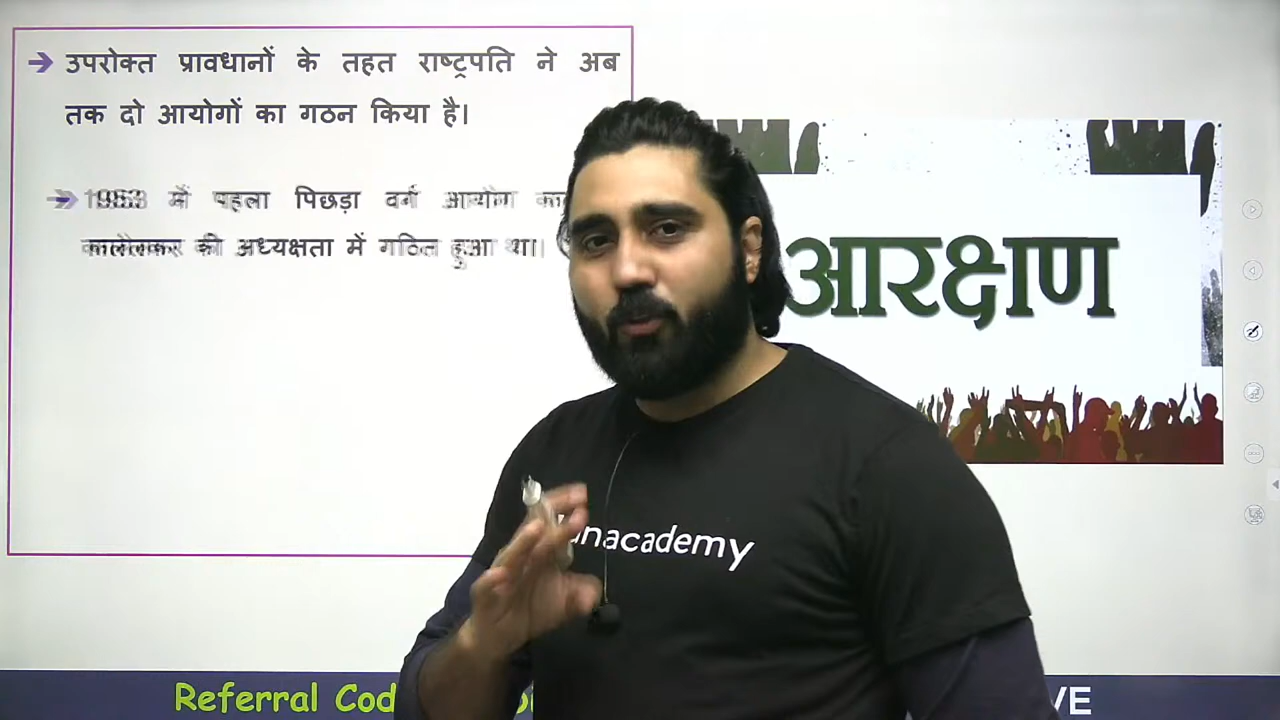 उपरोक्त प्रावधानों के तहत राष्ट्रपति ने अब
तक दो आयोगों का गठन किया है।
1953 में पहला पिछड़ा वर्ग आयोग का
कालेलकर की अध्यक्षता में गठित हुआ था।
आरक्षण
unacademy
Referral Cod
VE